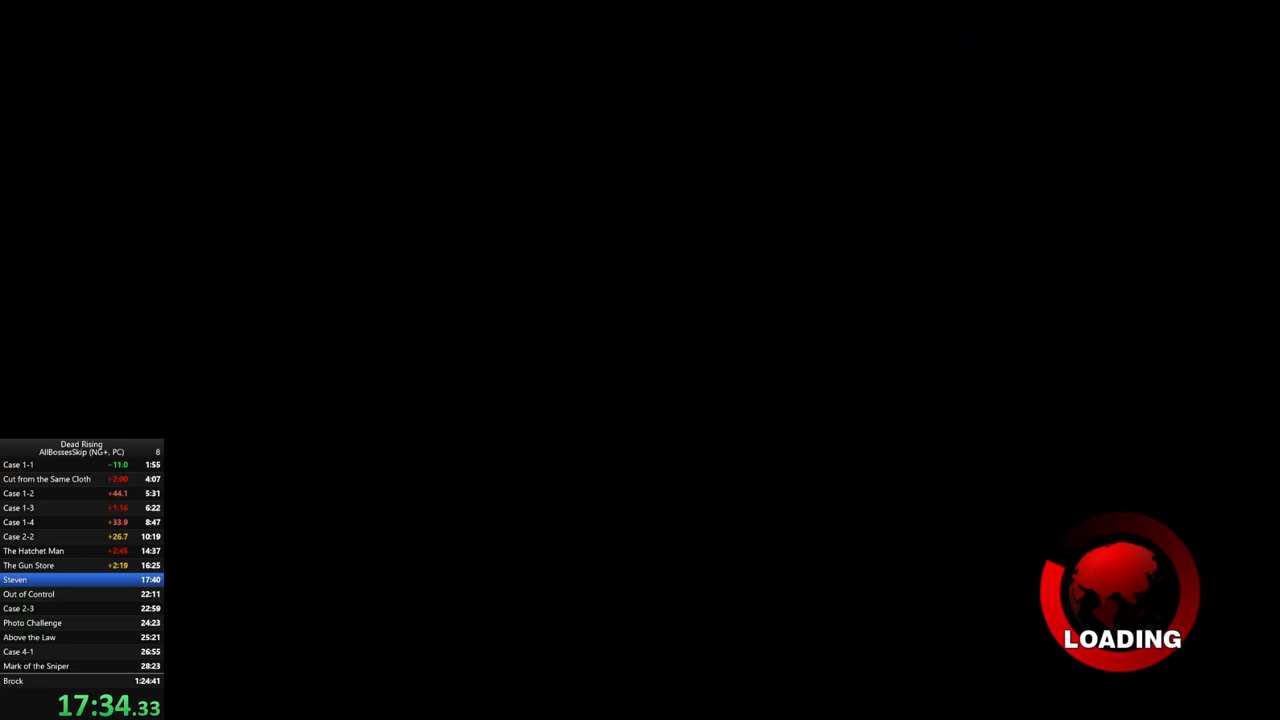 Dead Rising
AllBossesSkip (NG+, PC) 8
Case 1-1 −11.0 1:55
Cut from the Same Cloth +2:00 4:07
Case 1-2 +44.1 5:31
Case 1-3 +1:16 6:22
Case 1-4 +33.9 8:47
Case 2-2 +26.7 10:19
The Hatchet Man +2:45 14:37
The Gun Store +2:19 16:25
Steven 17:40
Out of Control 22:11
Case 2-3 22:59
Photo Challenge 24:23
Above the Law 25:21
Case 4-1 26:55
Mark of the Sniper 28:23
Brock 1:24:41
17:34.33
LOADING